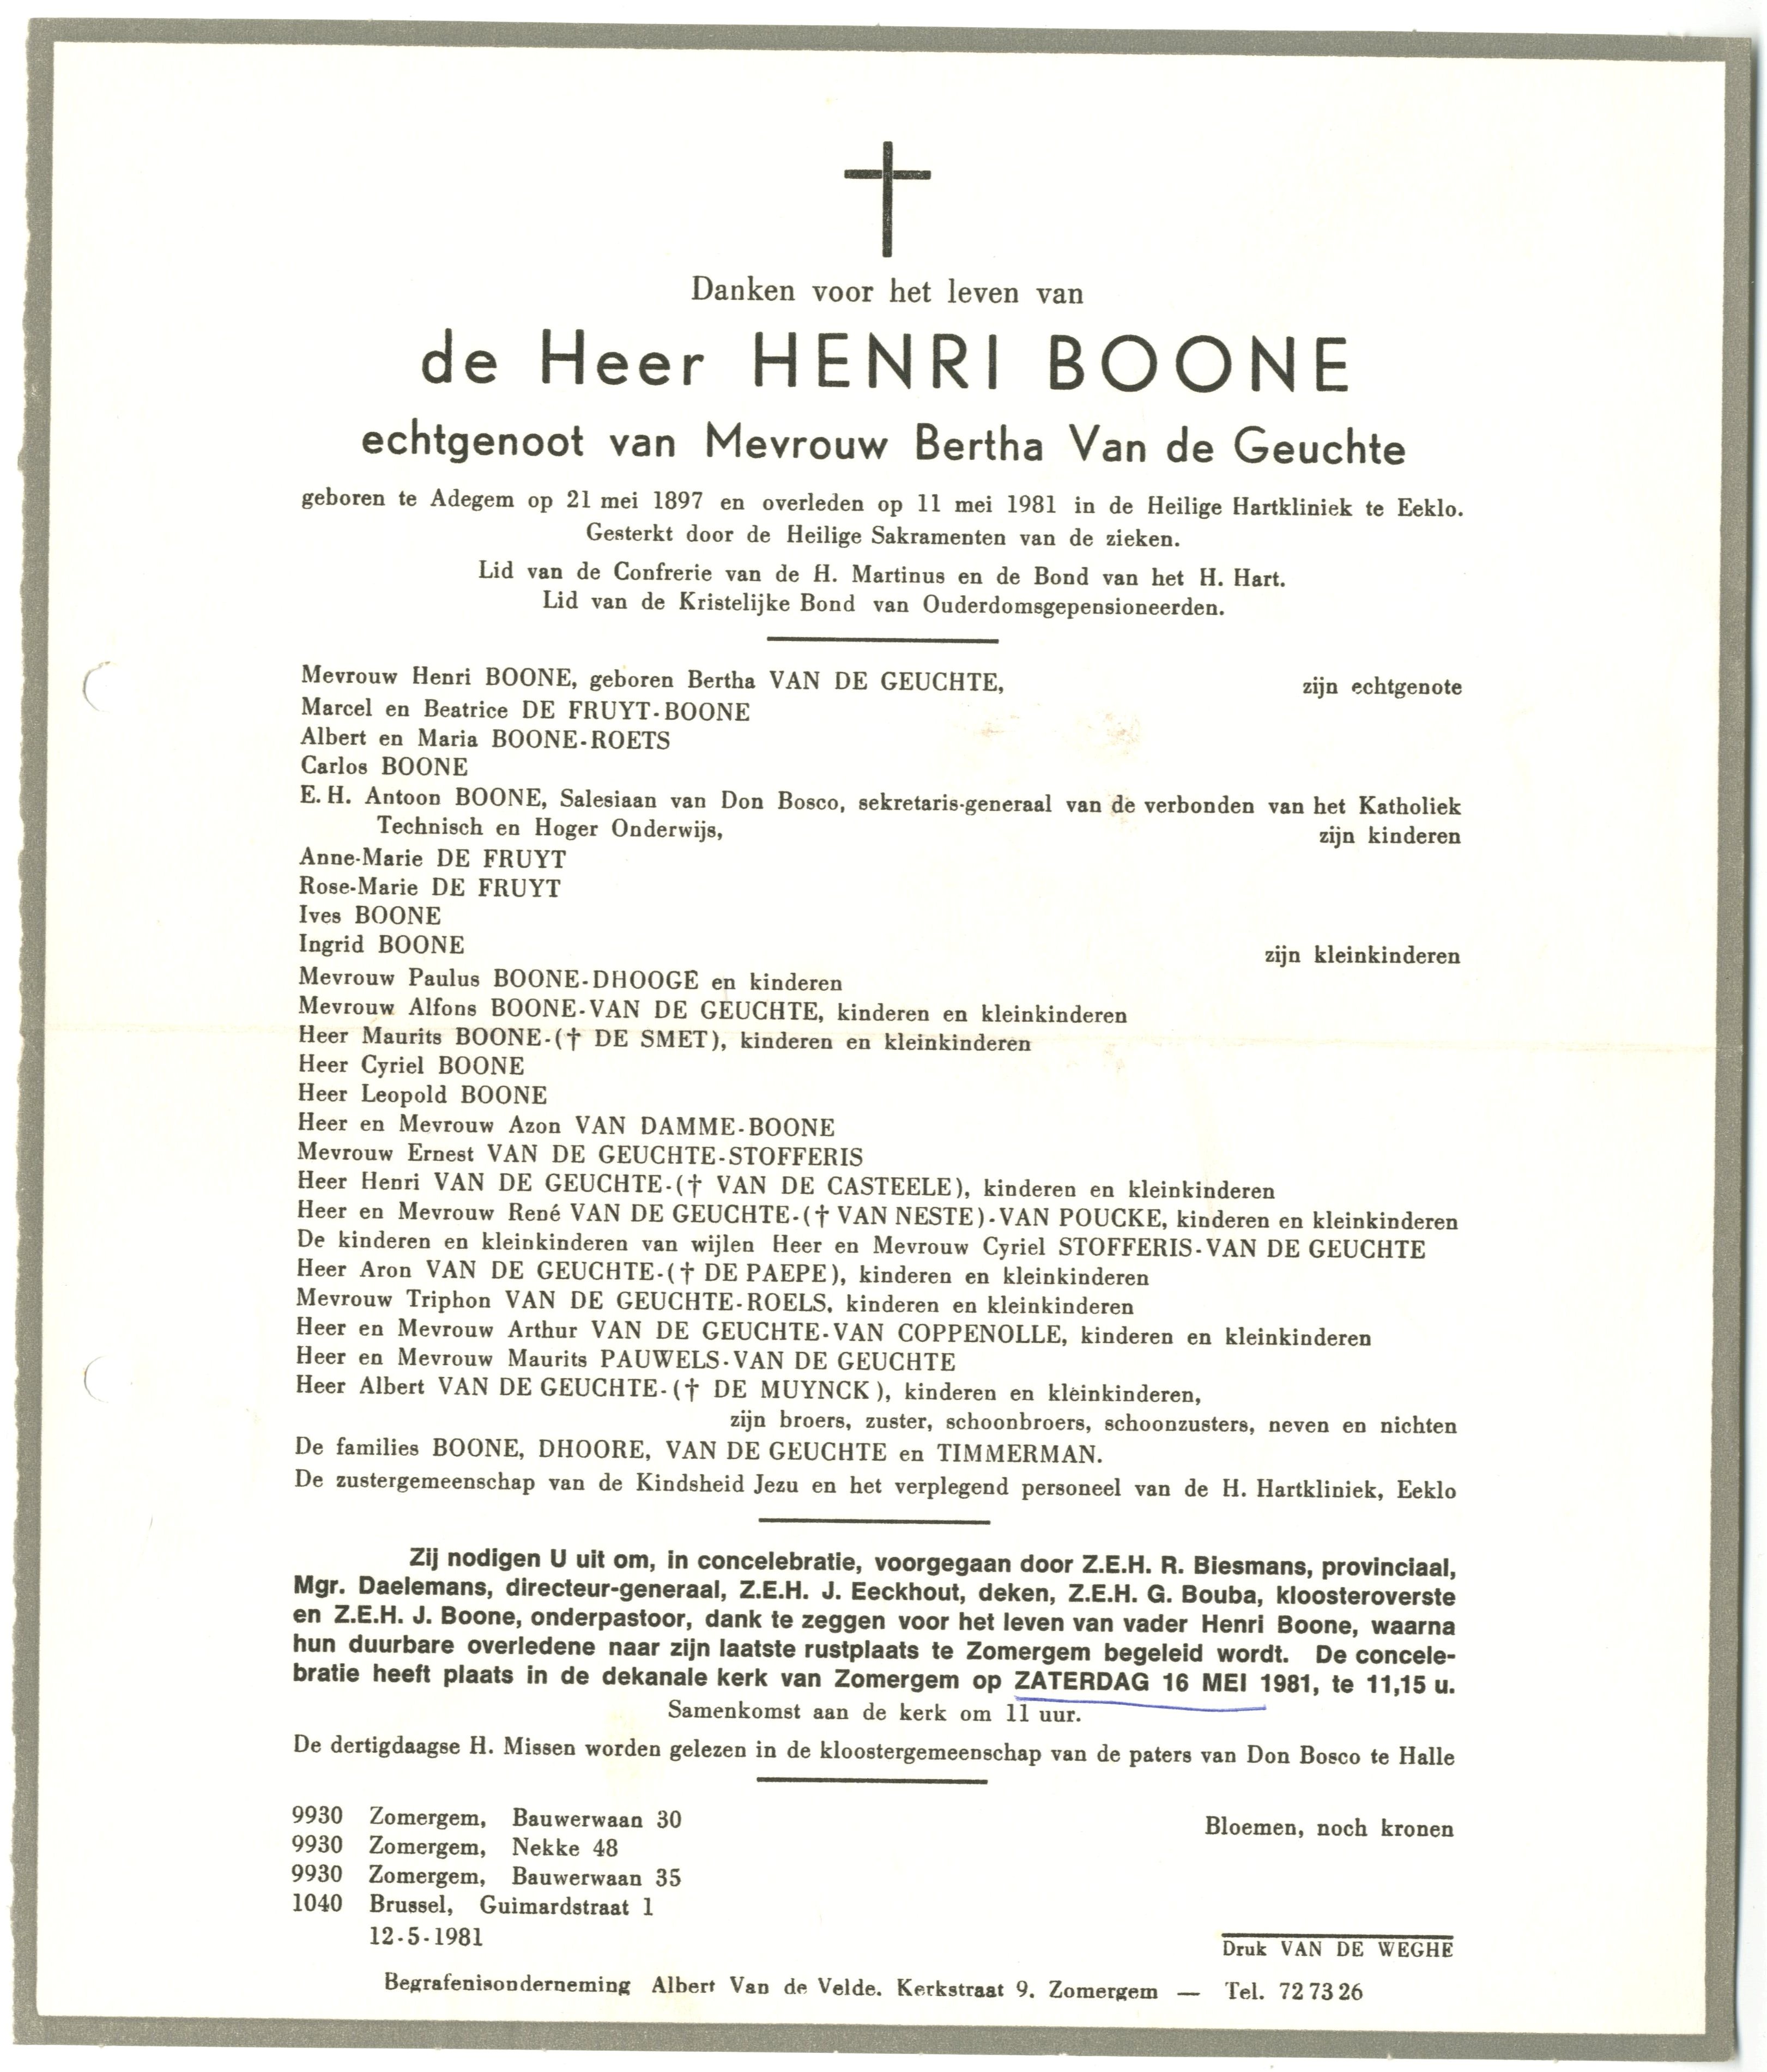 Danken voor het leven van
de Heer HENRI BOONE
echtgenoot van Mevrouw Bertha Van de Geuchte
geboren te Adegem op 21 mei 1897 en overleden op 11 mei 1981 in de Heilige Hartkliniek te Eeklo.
Gesterkt door de Heilige Sakramenten van de zieken.
Lid van de Confrerie van de H. Martinus en de Bond van het H. Hart.
Lid van de Kristelijke Bond van Ouderdomsgepensioneerden.
Mevrouw Henri BOONE, geboren Bertha VAN DE GEUCHTE, zijn echtgenote
Marcel en Beatrice DE FRUYT-BOONE
Albert en Maria BOONE-ROETS
Carlos BOONE
E. H. Antoon BOONE, Salesiaan van Don Bosco, sekretaris-generaal van de verbonden van het Katholiek
Technisch en Hoger Onderwijs, zijn kinderen
Anne-Marie DE FRUYT
Rose-Marie DE FRUYT
Ives BOONE
Ingrid BOONE zijn kleinkinderen
Mevrouw Paulus BOONE-DHOOGE en kinderen
Mevrouw Alfons BOONE-VAN DE GEUCHTE, kinderen en kleinkinderen
Heer Maurits BOONE-(† DE SMET), kinderen en kleinkinderen
Heer Cyriel BOONE
Heer Leopold BOONE
Heer en Mevrouw Azon VAN DAMME-BOONE
Mevrouw Ernest VAN DE GEUCHTE-STOFFERIS
Heer Henri VAN DE GEUCHTE-(† VAN DE CASTEELE), kinderen en kleinkinderen
Heer en Mevrouw René VAN DE GEUCHTE-(† VAN NESTE)-VAN POUCKE, kinderen en kleinkinderen
De kinderen en kleinkinderen van wijlen Heer en Mevrouw Cyriel STOFFERIS-VAN DE GEUCHTE
Heer Aron VAN DE GEUCHTE-(† DE PAEPE), kinderen en kleinkinderen
Mevrouw Triphon VAN DE GEUCHTE-ROELS, kinderen en kleinkinderen
Heer en Mevrouw Arthur VAN DE GEUCHTE-VAN COPPENOLLE, kinderen en kleinkinderen
Heer en Mevrouw Maurits PAUWELS-VAN DE GEUCHTE
Heer Albert VAN DE GEUCHTE-(† DE MUYNCK), kinderen en kleinkinderen,
zijn broers, zuster, schoonbroers, schoonzusters, neven en nichten
De families BOONE, DHOORE, VAN DE GEUCHTE en TIMMERMAN.
De zustergemeenschap van de Kindsheid Jezu en het verplegend personeel van de H. Hartkliniek, Eeklo
Zij nodigen U uit om, in concelebratie, voorgegaan door Z.E.H. R. Biesmans, provinciaal,
Mgr. Daelemans, directeur-generaal, Z.E.H. J. Eeckhout, deken, Z.E.H. G. Bouba, kloosteroverste
en Z.E.H. J. Boone, onderpastoor, dank te zeggen voor het leven van vader Henri Boone, waarna
hun duurbare overledene naar zijn laatste rustplaats te Zomergem begeleid wordt. De concele-
bratie heeft plaats in de dekanale kerk van Zomergem op ZATERDAG 16 MEI 1981, te 11,15 u.
Samenkomst aan de kerk om 11 uur.
De dertigdaagse H. Missen worden gelezen in de kloostergemeenschap van de paters van Don Bosco te Halle
9930 Zomergem, Bauwerwaan 30 Bloemen, noch kronen
9930 Zomergem, Nekke 48
9930 Zomergem, Bauwerwaan 35
1040 Brussel, Guimardstraat 1
12-5-1981
Druk VAN DE WEGHE
Begrafenisonderneming Albert Van de Velde. Kerkstraat 9. Zomergem — Tel. 72 73 26